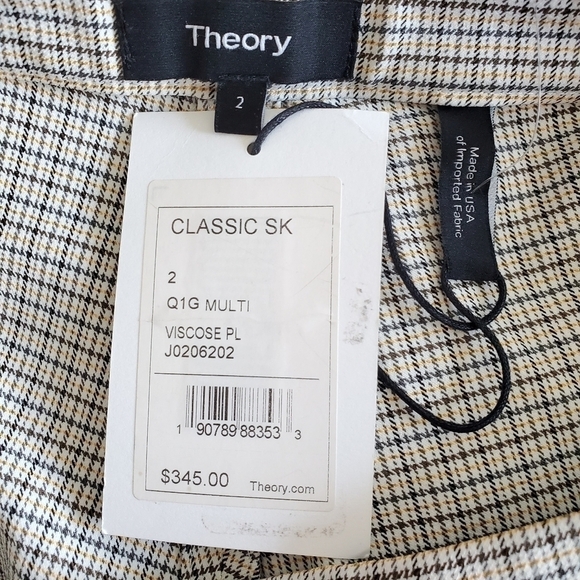 Theory
2
Made in USA
of Imported Fabric
CLASSIC SK
2
Q1G MULTI
VISCOSE PL
J0206202
1 90789 88353 3
$345.00 Theory.com